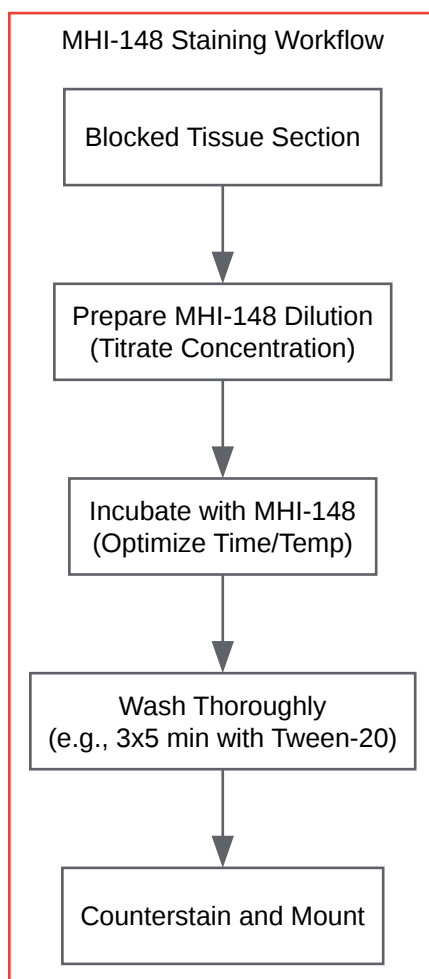 MHI-148 Staining Workflow
Blocked Tissue Section
Prepare MHI-148 Dilution
(Titrate Concentration)
Incubate with MHI-148
(Optimize Time/Temp)
Wash Thoroughly
(e.g., 3x5 min with Tween-20)
Counterstain and Mount